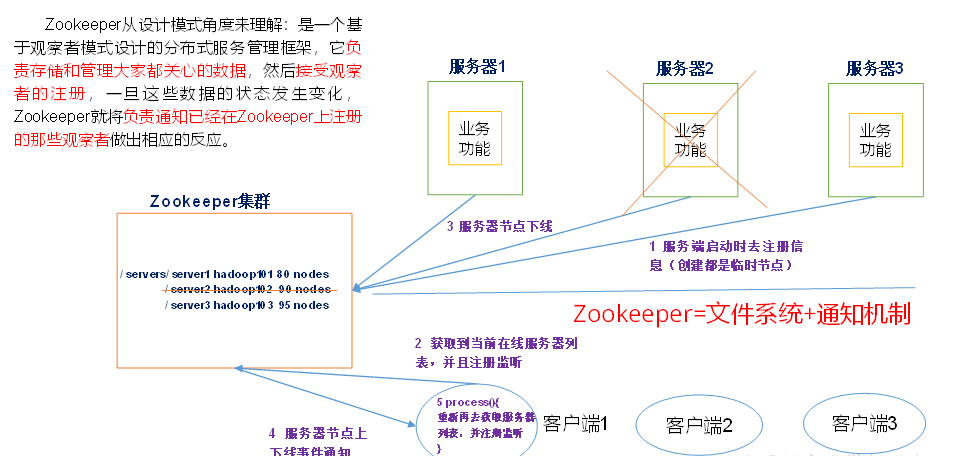 Zookeeper从设计模式角度来理解：是一个基
于观察者模式设计的分布式服务管理框架，它负
责存储和管理大家都关心的数据，然后接受观察
者的注册，一旦这些数据的状态发生变化，
Zookeeper就将负责通知已经在Zookeeper上注册
的那些观察者做出相应的反应。
服务器1
服务器2
服务器3
业务
功能
业务
功能
业务
功能
Zookeeper集群
3 服务器节点下线
1 服务端启动时去注册信
息（创建都是临时节点）
/servers/server1 hadoop101 80 nodes
/server2 hadoop102 90 nodes
/server3 hadoop103 95 nodes
Zookeeper=文件系统+通知机制
2 获取到当前在线服务器列
表，并且注册监听
5 process(){
重新再去获取服务器
列表，并注册监听
}
客户端1
客户端2
客户端3
4 服务器节点上
下线事件通知